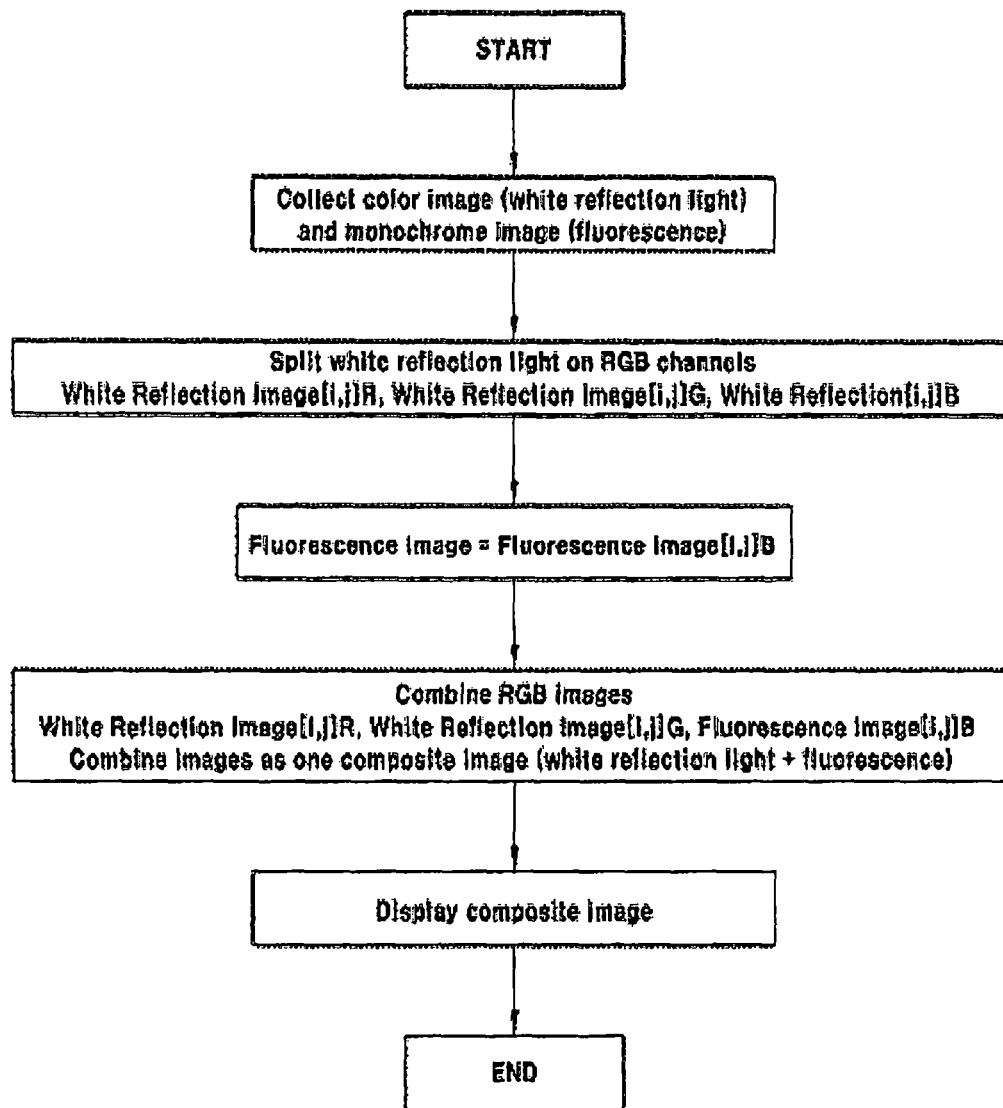 START
Collect color image (white reflection light)
and monochrome image (fluorescence)
Split white reflection light on RGB channels
White Reflection Image[i,j]R, White Reflection Image[i,j]G, White Reflection[i,j]B
Fluorescence Image = Fluorescence Image[i,j]B
Combine RGB images
White Reflection Image[i,j]R, White Reflection Image[i,j]G, Fluorescence Image[i,j]B
Combine images as one composite image (white reflection light + fluorescence)
Display composite image
END